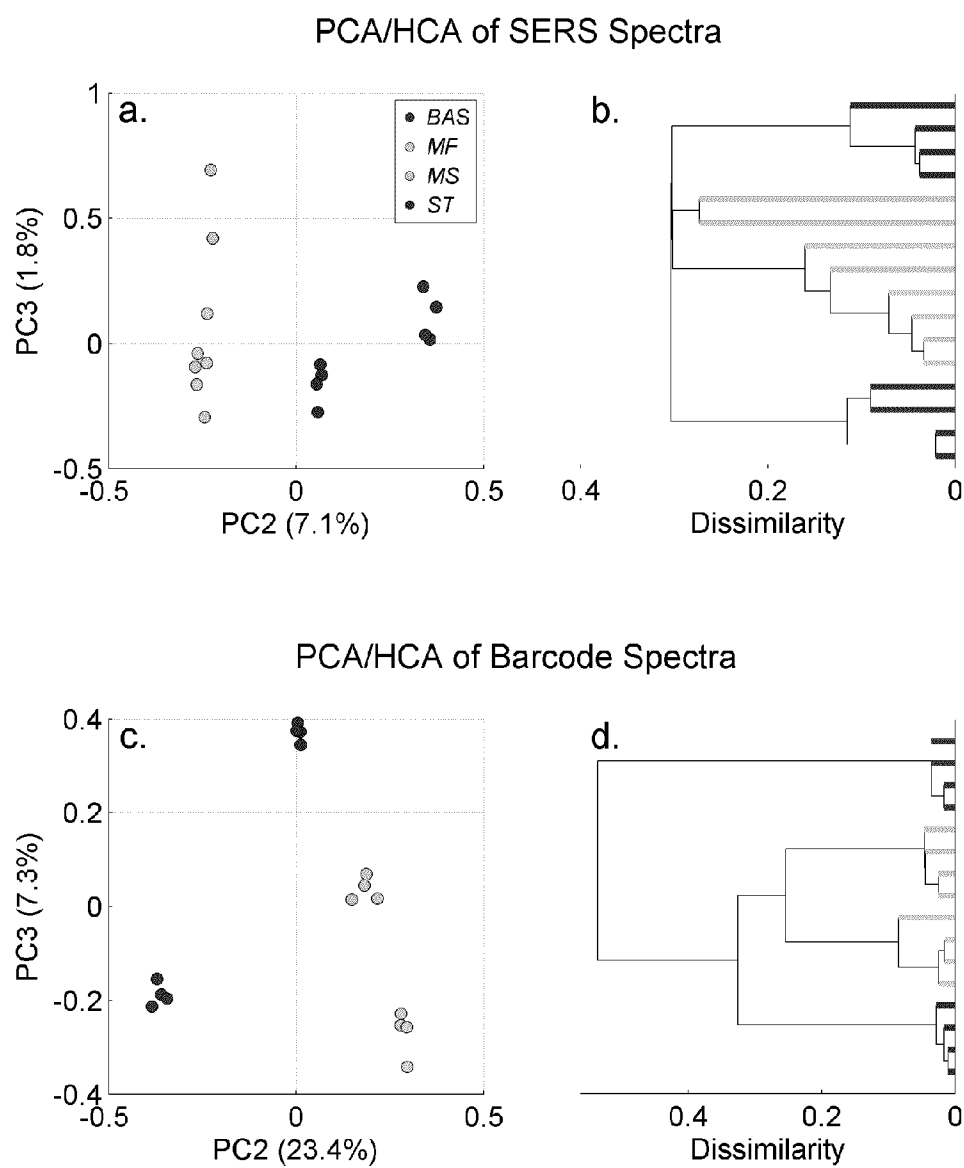 PCA/HCA of SERS Spectra
a.
BAS
MF
MS
ST
1
0.5
0
-0.5
PC3 (1.8%)
-0.5
0
0.5
PC2 (7.1%)
b.
0.4
0.2
0
Dissimilarity
PCA/HCA of Barcode Spectra
c.
0.4
0.2
0
-0.2
-0.4
PC3 (7.3%)
-0.5
0
0.5
PC2 (23.4%)
d.
0.4
0.2
0
Dissimilarity